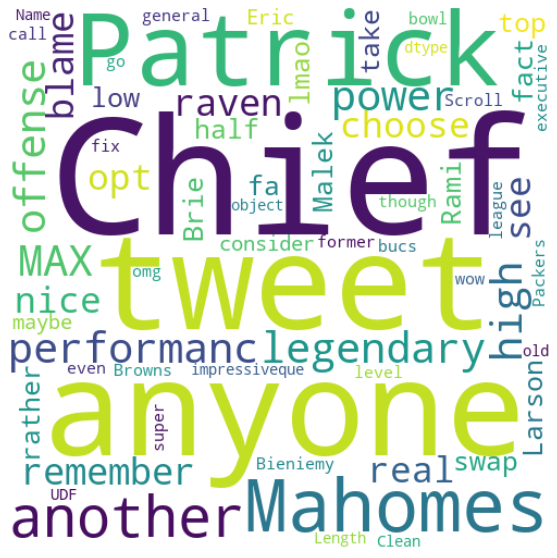 Name
general
Eric
take
bowl
top
call
blame
Patrick
go
dtype
executive
lmao
fact
low
raven
power
Scroll
offense
fix
half
choose
Chief
opt
Brie
fa
Malek
Rami
see
object
though
league
MAX
consider
former
bucs
tweet
high
Packers
nice
omg
wow
maybe
performanc
legendary
old
even
Browns
impressiveque
level
rather
anyone
Larson
super
remember
Bieniemy
real
swap
UDF
another
Mahomes
Length
Clean